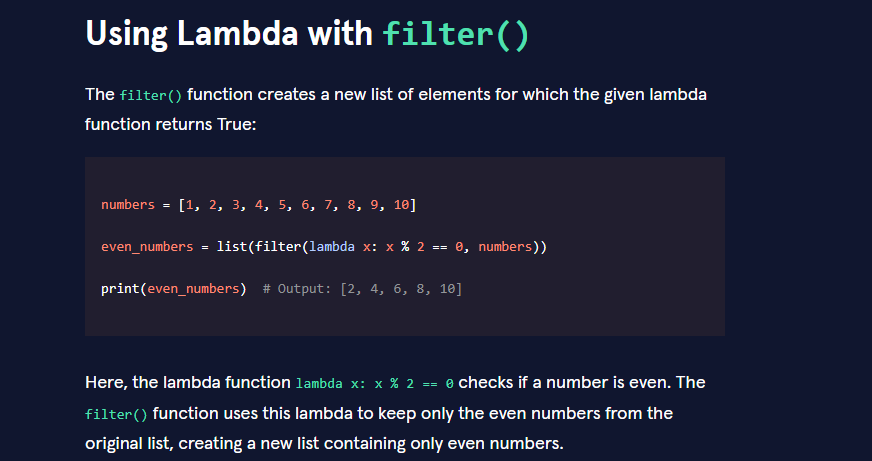 Using Lambda with filter()
The filter() function creates a new list of elements for which the given lambda
function returns True:
numbers = [1, 2, 3, 4, 5, 6, 7, 8, 9, 10]
even_numbers = list(filter(lambda x: x % 2 == 0, numbers))
print(even_numbers)  # Output: [2, 4, 6, 8, 10]
Here, the lambda function lambda x: x % 2 == 0 checks if a number is even. The
filter() function uses this lambda to keep only the even numbers from the
original list, creating a new list containing only even numbers.